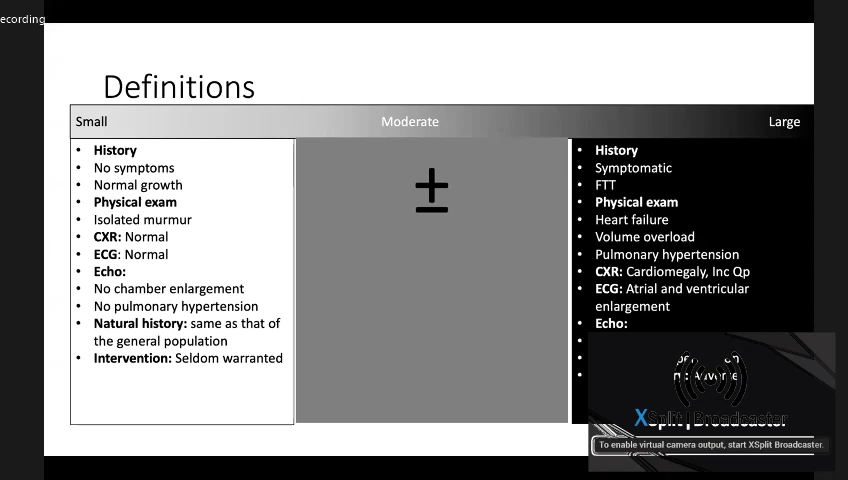 ecording
Definitions
Small Moderate Large
• History
• No symptoms
• Normal growth
• Physical exam
• Isolated murmur
• CXR: Normal
• ECG: Normal
• Echo:
• No chamber enlargement
• No pulmonary hypertension
• Natural history: same as that of
the general population
• Intervention: Seldom warranted
±
• History
• Symptomatic
• FTT
• Physical exam
• Heart failure
• Volume overload
• Pulmonary hypertension
• CXR: Cardiomegaly, Inc Qp
• ECG: Atrial and ventricular
enlargement
• Echo:
Adverse
XSplit | Broadcaster
To enable virtual camera output, start XSplit Broadcaster.